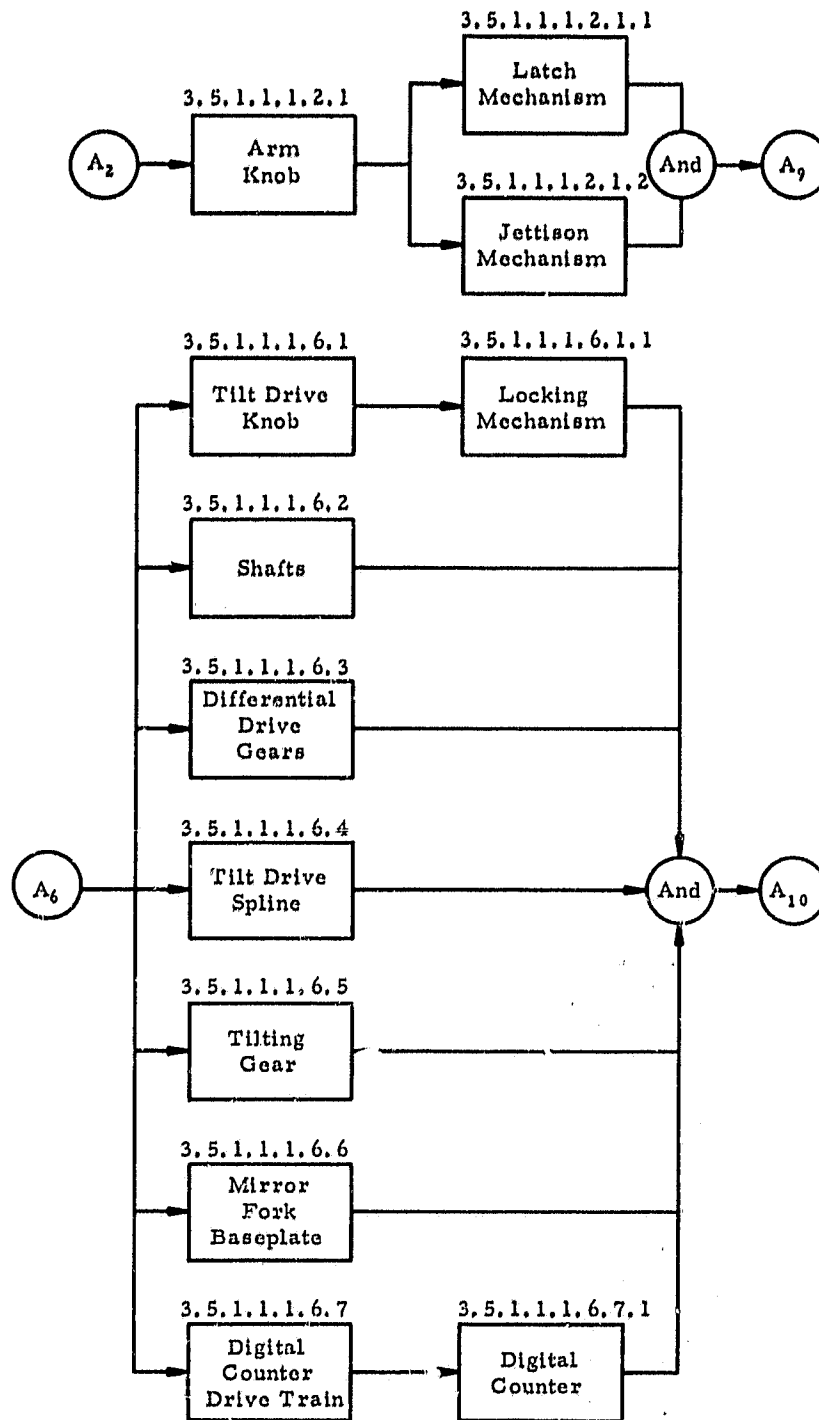 3.5.1.1.1.2.1.1
Latch
Mechanism
3.5.1.1.1.2.1
A2
Arm
Knob
And
A9
3.5.1.1.1.2.1.2
Jettison
Mechanism
3.5.1.1.1.6.1
3.5.1.1.1.6.1.1
Tilt Drive
Knob
Locking
Mechanism
3.5.1.1.1.6.2
Shafts
3.5.1.1.1.6.3
Differential
Drive
Gears
3.5.1.1.1.6.4
A6
Tilt Drive
Spline
And
A10
3.5.1.1.1.6.5
Tilting
Gear
3.5.1.1.1.6.6
Mirror
Fork
Baseplate
3.5.1.1.1.6.7
3.5.1.1.1.6.7.1
Digital
Counter
Drive Train
Digital
Counter